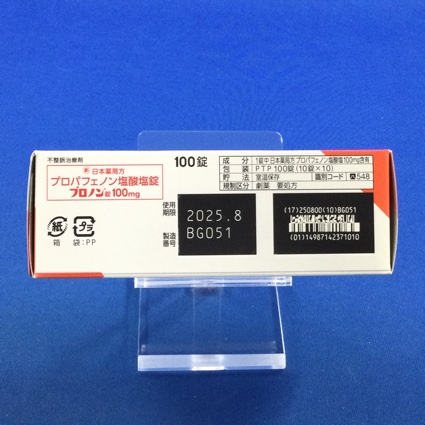 不整脈治療剤
日本薬局方
プロパフェノン塩酸塩錠
プロノン錠100mg
100錠
成分 1錠中日本薬局方プロパフェノン塩酸塩100mg含有
包装 PTP 100錠(10錠×10)
貯法 室温保存 識別コード 548
規制区分 劇薬 要処方
使用
期限 2025.8
製造
番号 BG051
紙
箱
プラ
袋:PP
(17)250800(10)BG051
(01)14987142371010